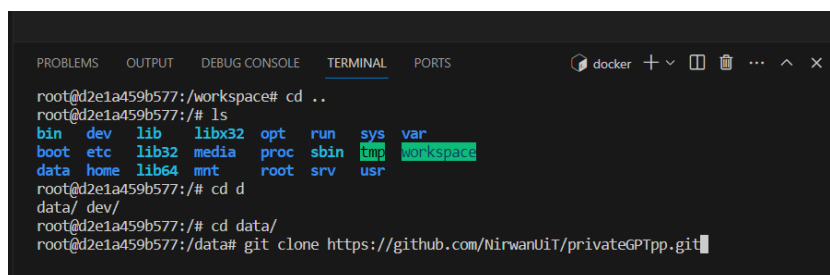 PROBLEMS OUTPUT DEBUG CONSOLE TERMINAL PORTS docker
root@d2e1a459b577:/workspace# cd ..
root@d2e1a459b577:/# ls
bin dev lib libx32 opt run sys var
boot etc lib32 media proc sbin tmp workspace
data home lib64 mnt root srv usr
root@d2e1a459b577:/# cd d
data/ dev/
root@d2e1a459b577:/# cd data/
root@d2e1a459b577:/data# git clone https://github.com/NirwanUiT/privateGPTpp.git